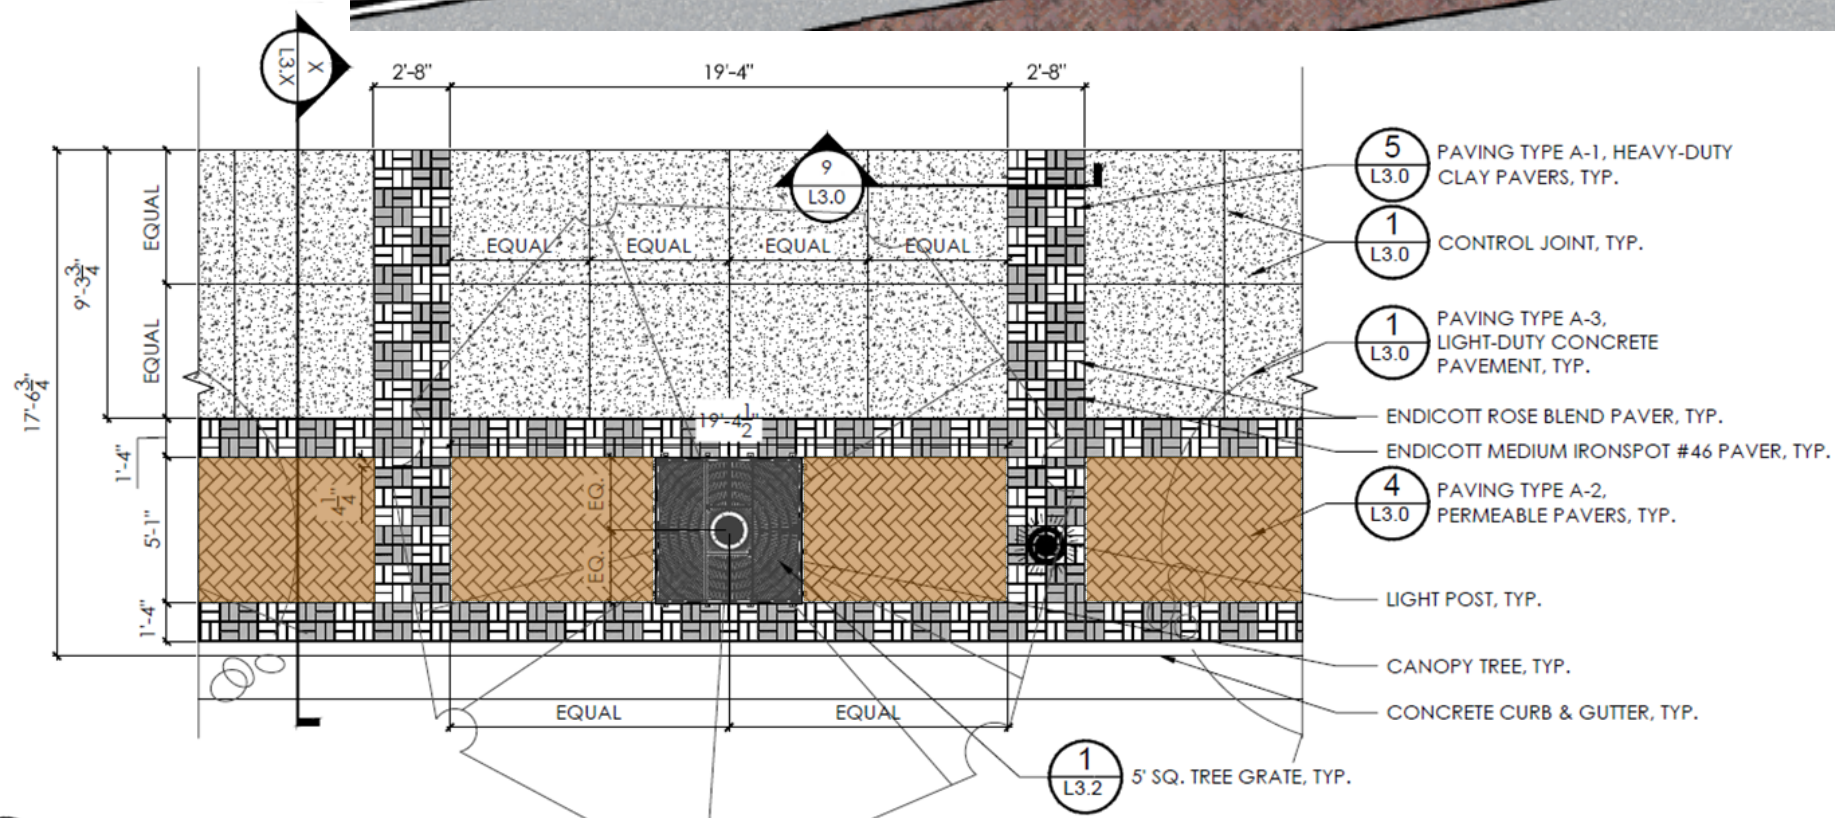 X
L3.X
2'-8"
19'-4"
2'-8"
9
L3.0
EQUAL
EQUAL
EQUAL
EQUAL
EQUAL
EQUAL
9'-3 3/4"
17'-6 3/4"
1'-4"
5'-1"
1'-4"
4 1/4"
19'-4 1/2"
EQ.
EQ.
EQUAL
EQUAL
5
L3.0
PAVING TYPE A-1, HEAVY-DUTY
CLAY PAVERS, TYP.
1
L3.0
CONTROL JOINT, TYP.
1
L3.0
PAVING TYPE A-3,
LIGHT-DUTY CONCRETE
PAVEMENT, TYP.
ENDICOTT ROSE BLEND PAVER, TYP.
ENDICOTT MEDIUM IRONSPOT #46 PAVER, TYP.
4
L3.0
PAVING TYPE A-2,
PERMEABLE PAVERS, TYP.
LIGHT POST, TYP.
CANOPY TREE, TYP.
CONCRETE CURB & GUTTER, TYP.
1
L3.2
5' SQ. TREE GRATE, TYP.